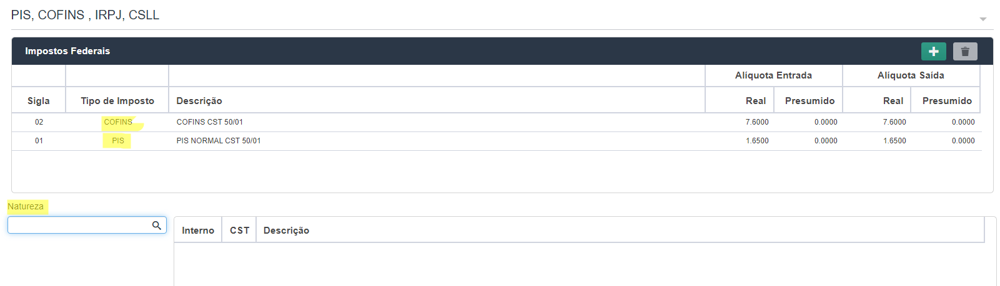 PIS, COFINS , IRPJ, CSLL
Impostos Federais
Alíquota Entrada Alíquota Saída
Sigla Tipo de Imposto Descrição Real Presumido Real Presumido
02 COFINS COFINS CST 50/01 7.6000 0.0000 7.6000 0.0000
01 PIS PIS NORMAL CST 50/01 1.6500 0.0000 1.6500 0.0000
Natureza
Interno CST Descrição